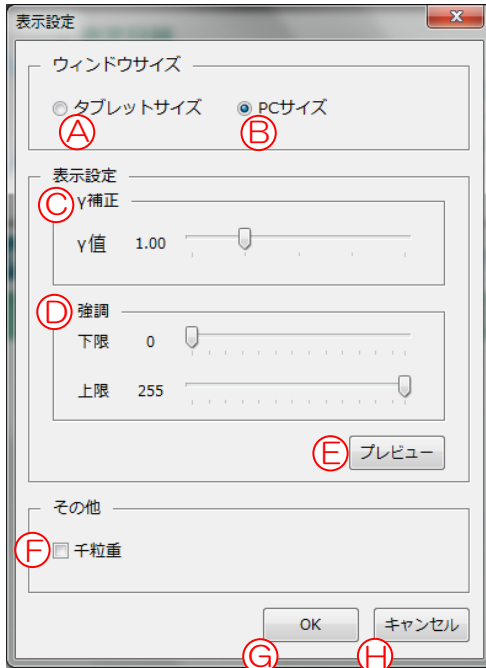 表示設定
ウィンドウサイズ
タブレットサイズ PCサイズ
A B
表示設定
C γ補正
γ値 1.00
D 強調
下限 0
上限 255
E プレビュー
その他
F 千粒重
OK キャンセル
G H